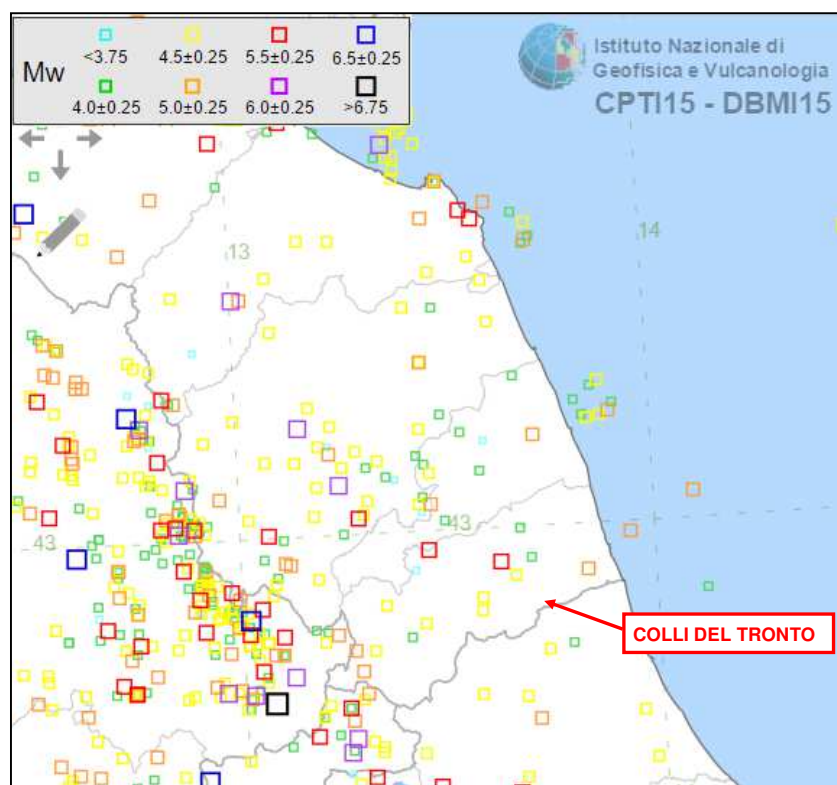 Mw
<3.75 4.5±0.25 5.5±0.25 6.5±0.25
4.0±0.25 5.0±0.25 6.0±0.25 >6.75
Istituto Nazionale di
Geofisica e Vulcanologia
CPTI15 - DBMI15
14
13
43
43
COLLI DEL TRONTO